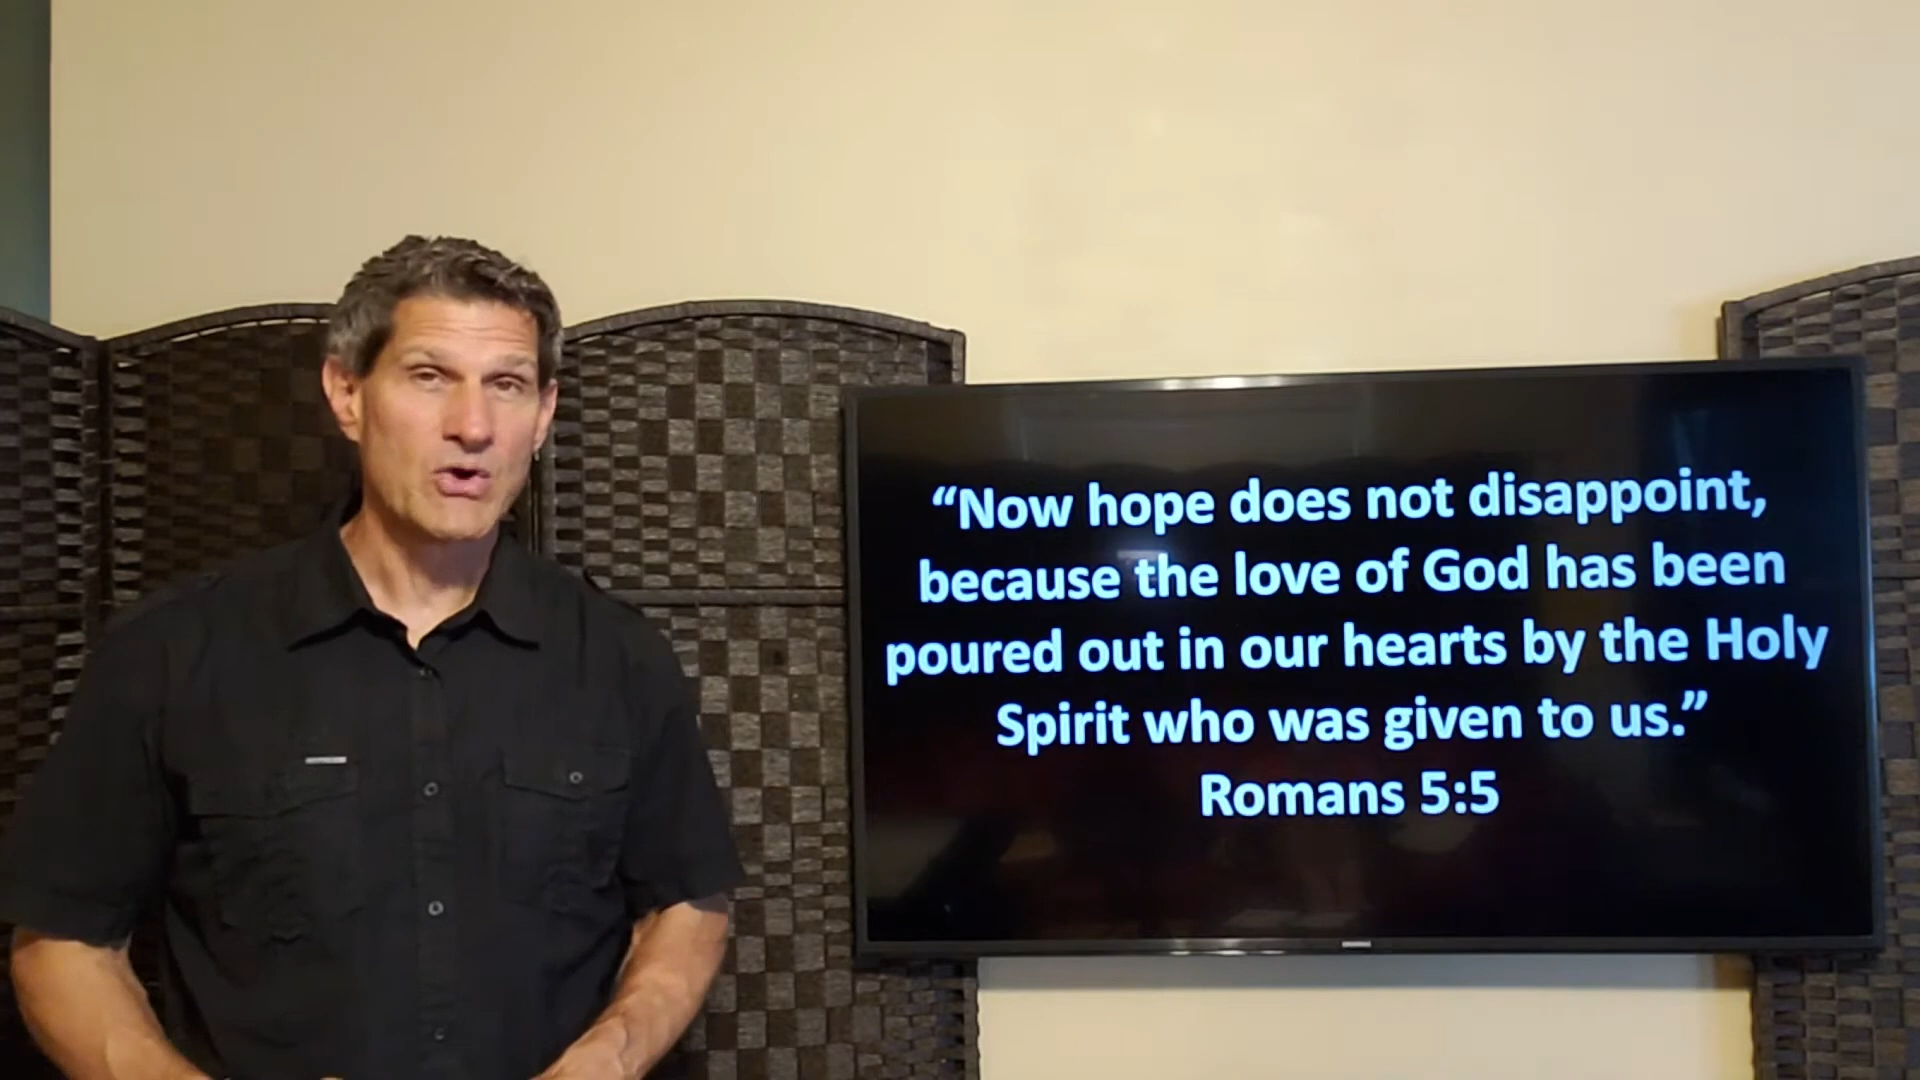 “Now hope does not disappoint,
because the love of God has been
poured out in our hearts by the Holy
Spirit who was given to us.”
Romans 5:5